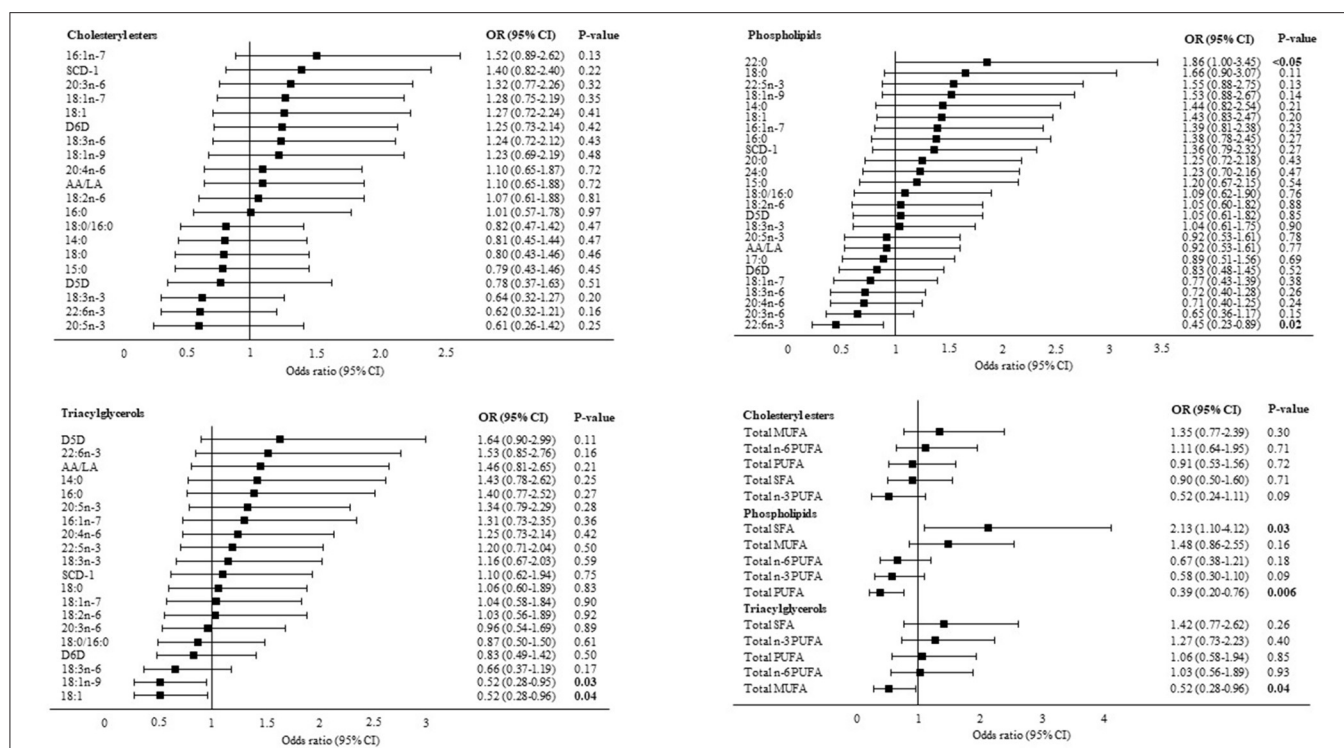 Cholesteryl esters OR (95% CI) P-value
16:1n-7 1.52 (0.89-2.62) 0.13
SCD-1 1.40 (0.82-2.40) 0.22
20:3n-6 1.32 (0.77-2.26) 0.32
18:1n-7 1.28 (0.75-2.19) 0.35
18:1 1.27 (0.72-2.24) 0.41
D6D 1.25 (0.73-2.14) 0.42
18:3n-6 1.24 (0.72-2.12) 0.43
18:1n-9 1.23 (0.69-2.19) 0.48
20:4n-6 1.10 (0.65-1.87) 0.72
AA/LA 1.10 (0.65-1.88) 0.72
18:2n-6 1.07 (0.61-1.88) 0.81
16:0 1.01 (0.57-1.78) 0.97
18:0/16:0 0.82 (0.47-1.42) 0.47
14:0 0.81 (0.45-1.44) 0.47
18:0 0.80 (0.43-1.46) 0.46
15:0 0.79 (0.43-1.46) 0.45
D5D 0.78 (0.37-1.63) 0.51
18:3n-3 0.64 (0.32-1.27) 0.20
22:6n-3 0.62 (0.32-1.21) 0.16
20:5n-3 0.61 (0.26-1.42) 0.25
0 0.5 1 1.5 2.0 2.5
Odds ratio (95% CI)
Phospholipids OR (95% CI) P-value
22:0 1.86 (1.00-3.45) <0.05
18:0 1.66 (0.90-3.07) 0.11
22:5n-3 1.55 (0.88-2.75) 0.13
18:1n-9 1.53 (0.88-2.67) 0.14
14:0 1.44 (0.82-2.54) 0.21
18:1 1.43 (0.83-2.47) 0.20
16:1n-7 1.39 (0.81-2.38) 0.23
16:0 1.38 (0.78-2.45) 0.27
SCD-1 1.36 (0.79-2.32) 0.27
20:0 1.25 (0.72-2.18) 0.43
24:0 1.23 (0.70-2.16) 0.47
15:0 1.20 (0.67-2.15) 0.54
18:0/16:0 1.09 (0.62-1.90) 0.76
18:2n-6 1.05 (0.60-1.82) 0.88
D5D 1.05 (0.61-1.82) 0.85
18:3n-3 1.04 (0.61-1.75) 0.90
20:5n-3 0.92 (0.53-1.61) 0.78
AA/LA 0.92 (0.53-1.61) 0.77
17:0 0.89 (0.51-1.56) 0.69
D6D 0.83 (0.48-1.45) 0.52
18:1n-7 0.77 (0.43-1.39) 0.38
18:3n-6 0.72 (0.40-1.28) 0.26
20:4n-6 0.71 (0.40-1.25) 0.24
20:3n-6 0.65 (0.36-1.17) 0.15
22:6n-3 0.45 (0.23-0.89) 0.02
0 0.5 1 1.5 2 2.5 3 3.5
Odds ratio (95% CI)
Triacylglycerols OR (95% CI) P-value
D5D 1.64 (0.90-2.99) 0.11
22:6n-3 1.53 (0.85-2.76) 0.16
AA/LA 1.46 (0.81-2.65) 0.21
14:0 1.43 (0.78-2.62) 0.25
16:0 1.40 (0.77-2.52) 0.27
20:5n-3 1.34 (0.79-2.29) 0.28
16:1n-7 1.31 (0.73-2.35) 0.36
20:4n-6 1.25 (0.73-2.14) 0.42
22:5n-3 1.20 (0.71-2.04) 0.50
18:3n-3 1.16 (0.67-2.03) 0.59
SCD-1 1.10 (0.62-1.94) 0.75
18:0 1.06 (0.60-1.89) 0.83
18:1n-7 1.04 (0.58-1.84) 0.90
18:2n-6 1.03 (0.56-1.89) 0.92
20:3n-6 0.96 (0.54-1.69) 0.89
18:0/16:0 0.87 (0.50-1.50) 0.61
D6D 0.83 (0.49-1.42) 0.50
18:3n-6 0.66 (0.37-1.19) 0.17
18:1n-9 0.52 (0.28-0.95) 0.03
18:1 0.52 (0.28-0.96) 0.04
0 0.5 1 1.5 2 2.5 3
Odds ratio (95% CI)
OR (95% CI) P-value
Cholesteryl esters
Total MUFA 1.35 (0.77-2.39) 0.30
Total n-6 PUFA 1.11 (0.64-1.95) 0.71
Total PUFA 0.91 (0.53-1.56) 0.72
Total SFA 0.90 (0.50-1.60) 0.71
Total n-3 PUFA 0.52 (0.24-1.11) 0.09
Phospholipids
Total SFA 2.13 (1.10-4.12) 0.03
Total MUFA 1.48 (0.86-2.55) 0.16
Total n-6 PUFA 0.67 (0.38-1.21) 0.18
Total n-3 PUFA 0.58 (0.30-1.10) 0.09
Total PUFA 0.39 (0.20-0.76) 0.006
Triacylglycerols
Total SFA 1.42 (0.77-2.62) 0.26
Total n-3 PUFA 1.27 (0.73-2.23) 0.40
Total PUFA 1.06 (0.58-1.94) 0.85
Total n-6 PUFA 1.03 (0.56-1.89) 0.93
Total MUFA 0.52 (0.28-0.96) 0.04
0 1 2 3 4
Odds ratio (95% CI)